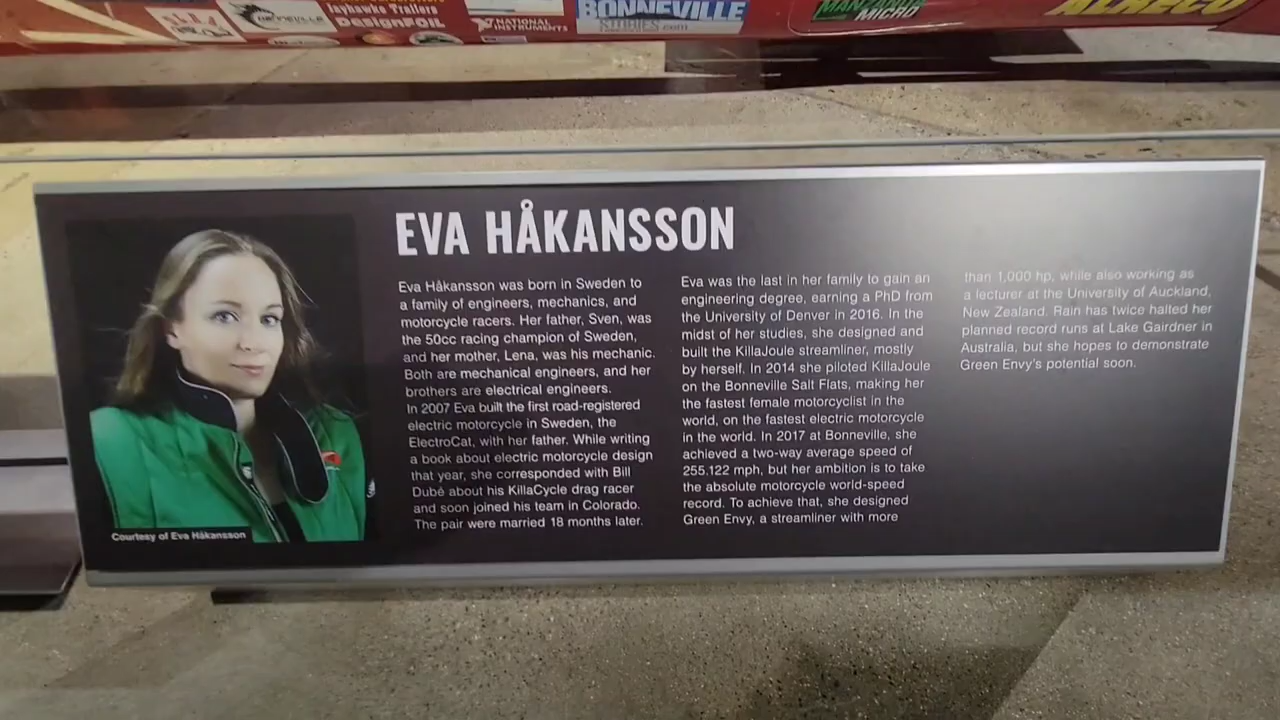 DesignFOIL
NATIONAL
INSTRUMENTS
BONNEVILLE
STORIES.com
MICRO
EVA HÅKANSSON
Eva Håkansson was born in Sweden to
a family of engineers, mechanics, and
motorcycle racers. Her father, Sven, was
the 50cc racing champion of Sweden,
and her mother, Lena, was his mechanic.
Both are mechanical engineers, and her
brothers are electrical engineers.
In 2007 Eva built the first road-registered
electric motorcycle in Sweden, the
ElectroCat, with her father. While writing
a book about electric motorcycle design
that year, she corresponded with Bill
Dubé about his KillaCycle drag racer
and soon joined his team in Colorado.
The pair were married 18 months later.
Eva was the last in her family to gain an
engineering degree, earning a PhD from
the University of Denver in 2016. In the
midst of her studies, she designed and
built the KillaJoule streamliner, mostly
by herself. In 2014 she piloted KillaJoule
on the Bonneville Salt Flats, making her
the fastest female motorcyclist in the
world, on the fastest electric motorcycle
in the world. In 2017 at Bonneville, she
achieved a two-way average speed of
255.122 mph, but her ambition is to take
the absolute motorcycle world-speed
record. To achieve that, she designed
Green Envy, a streamliner with more
than 1,000 hp, while also working as
a lecturer at the University of Auckland,
New Zealand. Rain has twice halted her
planned record runs at Lake Gairdner in
Australia, but she hopes to demonstrate
Green Envy's potential soon.
Courtesy of Eva Håkansson